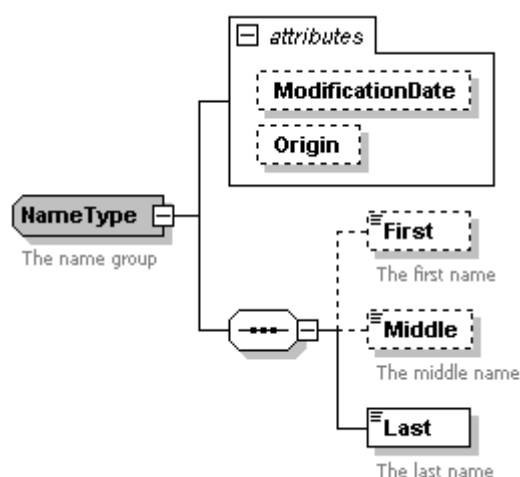 attributes
ModificationDate
Origin
NameType
The name group
First
The first name
Middle
The middle name
Last
The last name